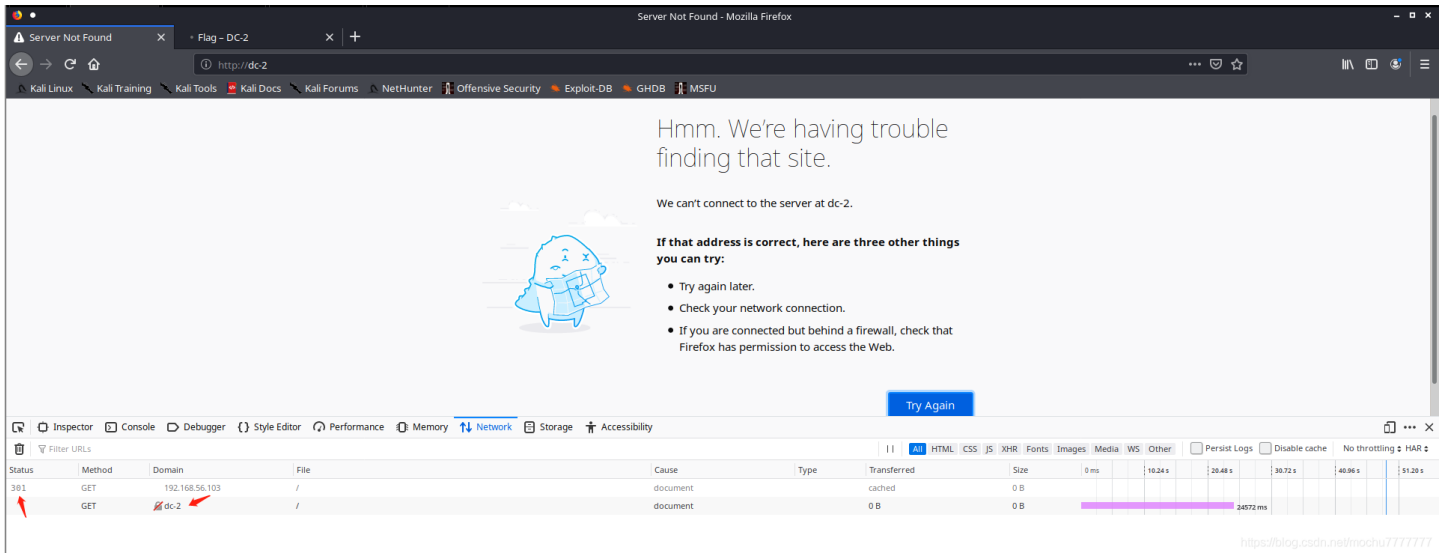 Server Not Found - Mozilla Firefox
Server Not Found
Flag – DC-2
http://dc-2
Kali Linux Kali Training Kali Tools Kali Docs Kali Forums NetHunter Offensive Security Exploit-DB GHDB MSFU
Hmm. We're having trouble
finding that site.
We can't connect to the server at dc-2.
If that address is correct, here are three other things
you can try:
Try again later.
Check your network connection.
If you are connected but behind a firewall, check that
Firefox has permission to access the Web.
Try Again
Inspector Console Debugger Style Editor Performance Memory Network Storage Accessibility
Filter URLs All HTML CSS JS XHR Fonts Images Media WS Other Persist Logs Disable cache No throttling HAR
Status Method Domain File Cause Type Transferred Size 0 ms 10.24 s 20.48 s 30.72 s 40.96 s 51.20 s
301 GET 192.168.56.103 / document cached 0 B
GET dc-2 / document 0 B 0 B 24572 ms
https://blog.csdn.net/mochu7777777